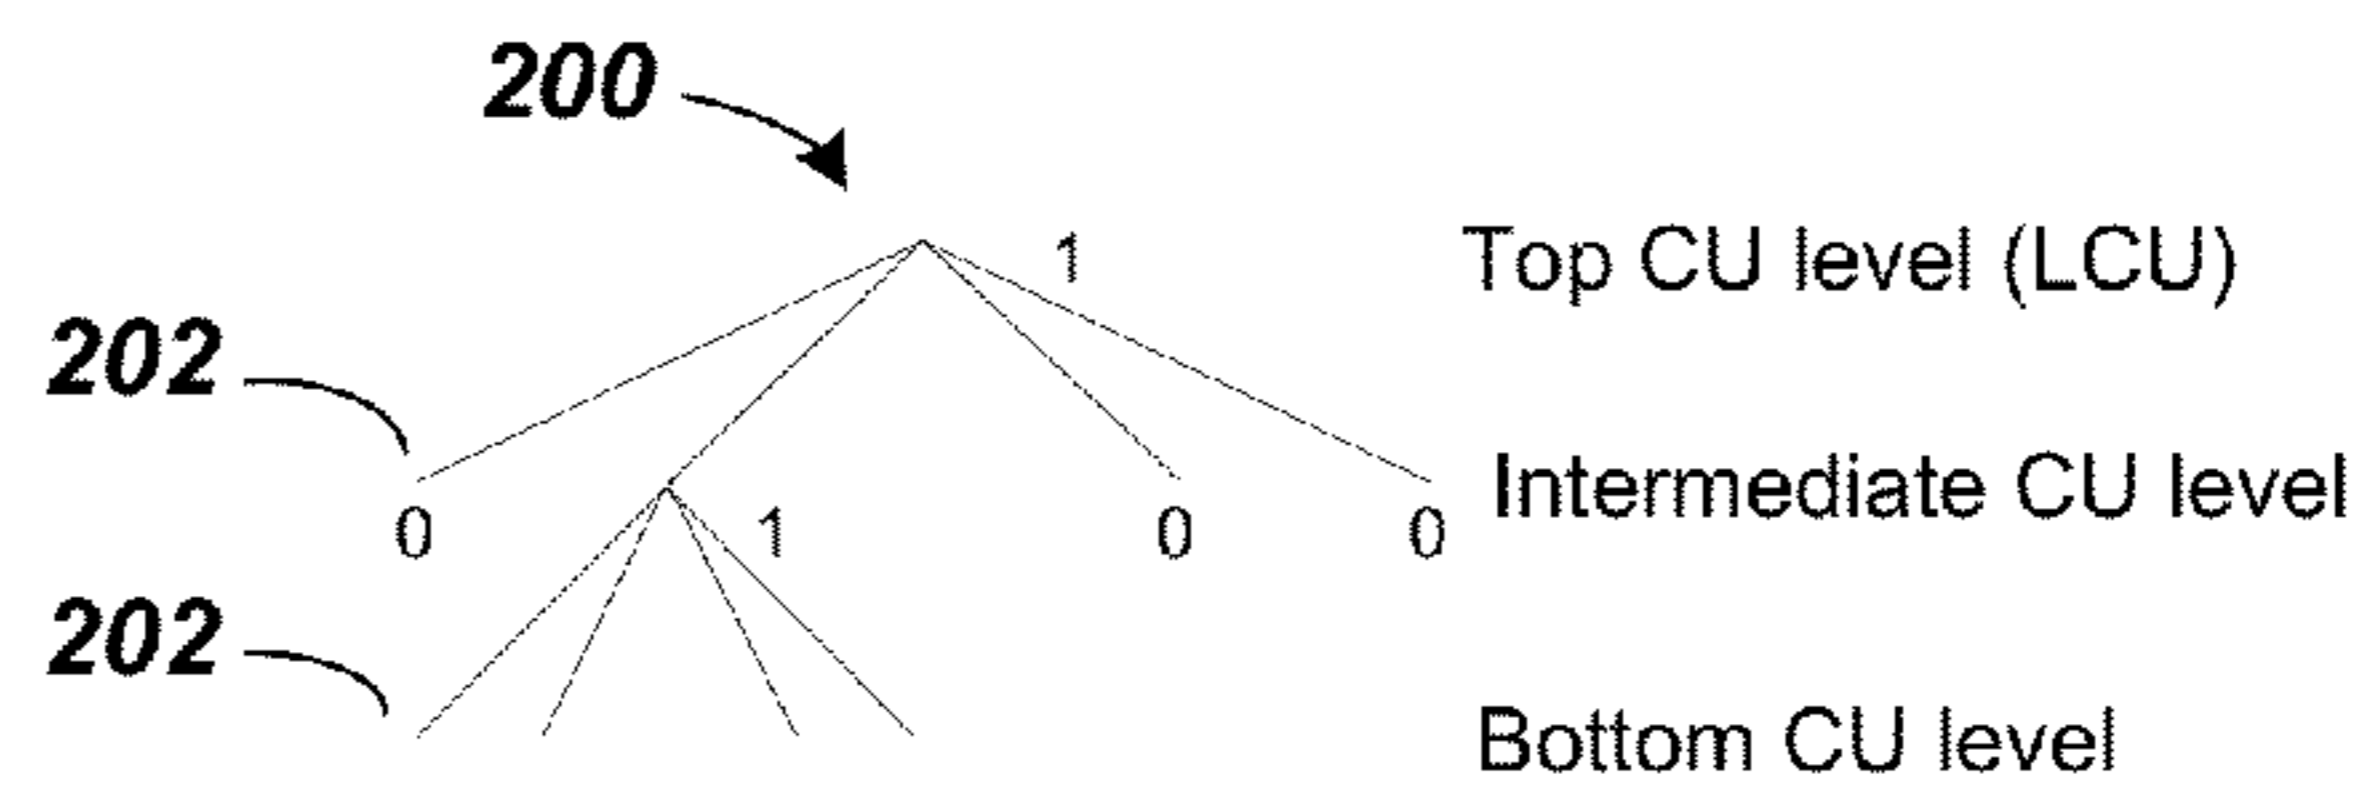 200
1 Top CU level (LCU)
202
0 1 0 0 Intermediate CU level
202
Bottom CU level